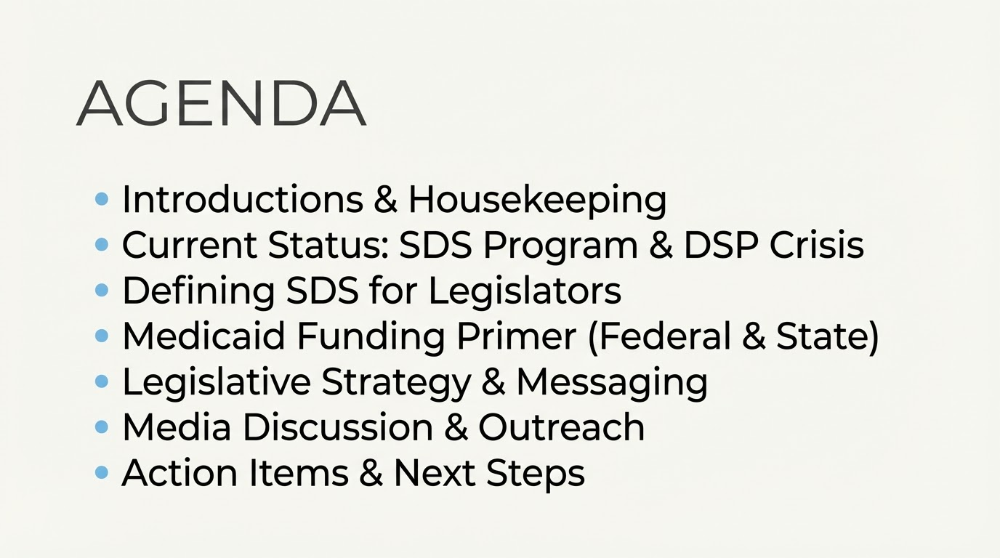 AGENDA
• Introductions & Housekeeping
• Current Status: SDS Program & DSP Crisis
• Defining SDS for Legislators
• Medicaid Funding Primer (Federal & State)
• Legislative Strategy & Messaging
• Media Discussion & Outreach
• Action Items & Next Steps